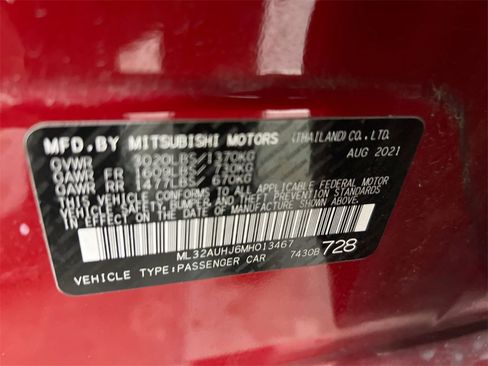 MFD.BY MITSUBISHI MOTORS (THAILAND) CO.,LTD.
GVWR 3020LBS/1370KG AUG 2021
GAWR FR 1609LBS/ 730KG
GAWR RR 1477LBS/ 670KG
THIS VEHICLE CONFORMS TO ALL APPLICABLE FEDERAL MOTOR
VEHICLE SAFETY, BUMPER AND THEFT PREVENTION STANDARDS
IN EFFECT ON THE DATE OF MANUFACTURE SHOWN ABOVE.
ML32AUHJ6MH013467
VEHICLE TYPE:PASSENGER CAR 7430B 728